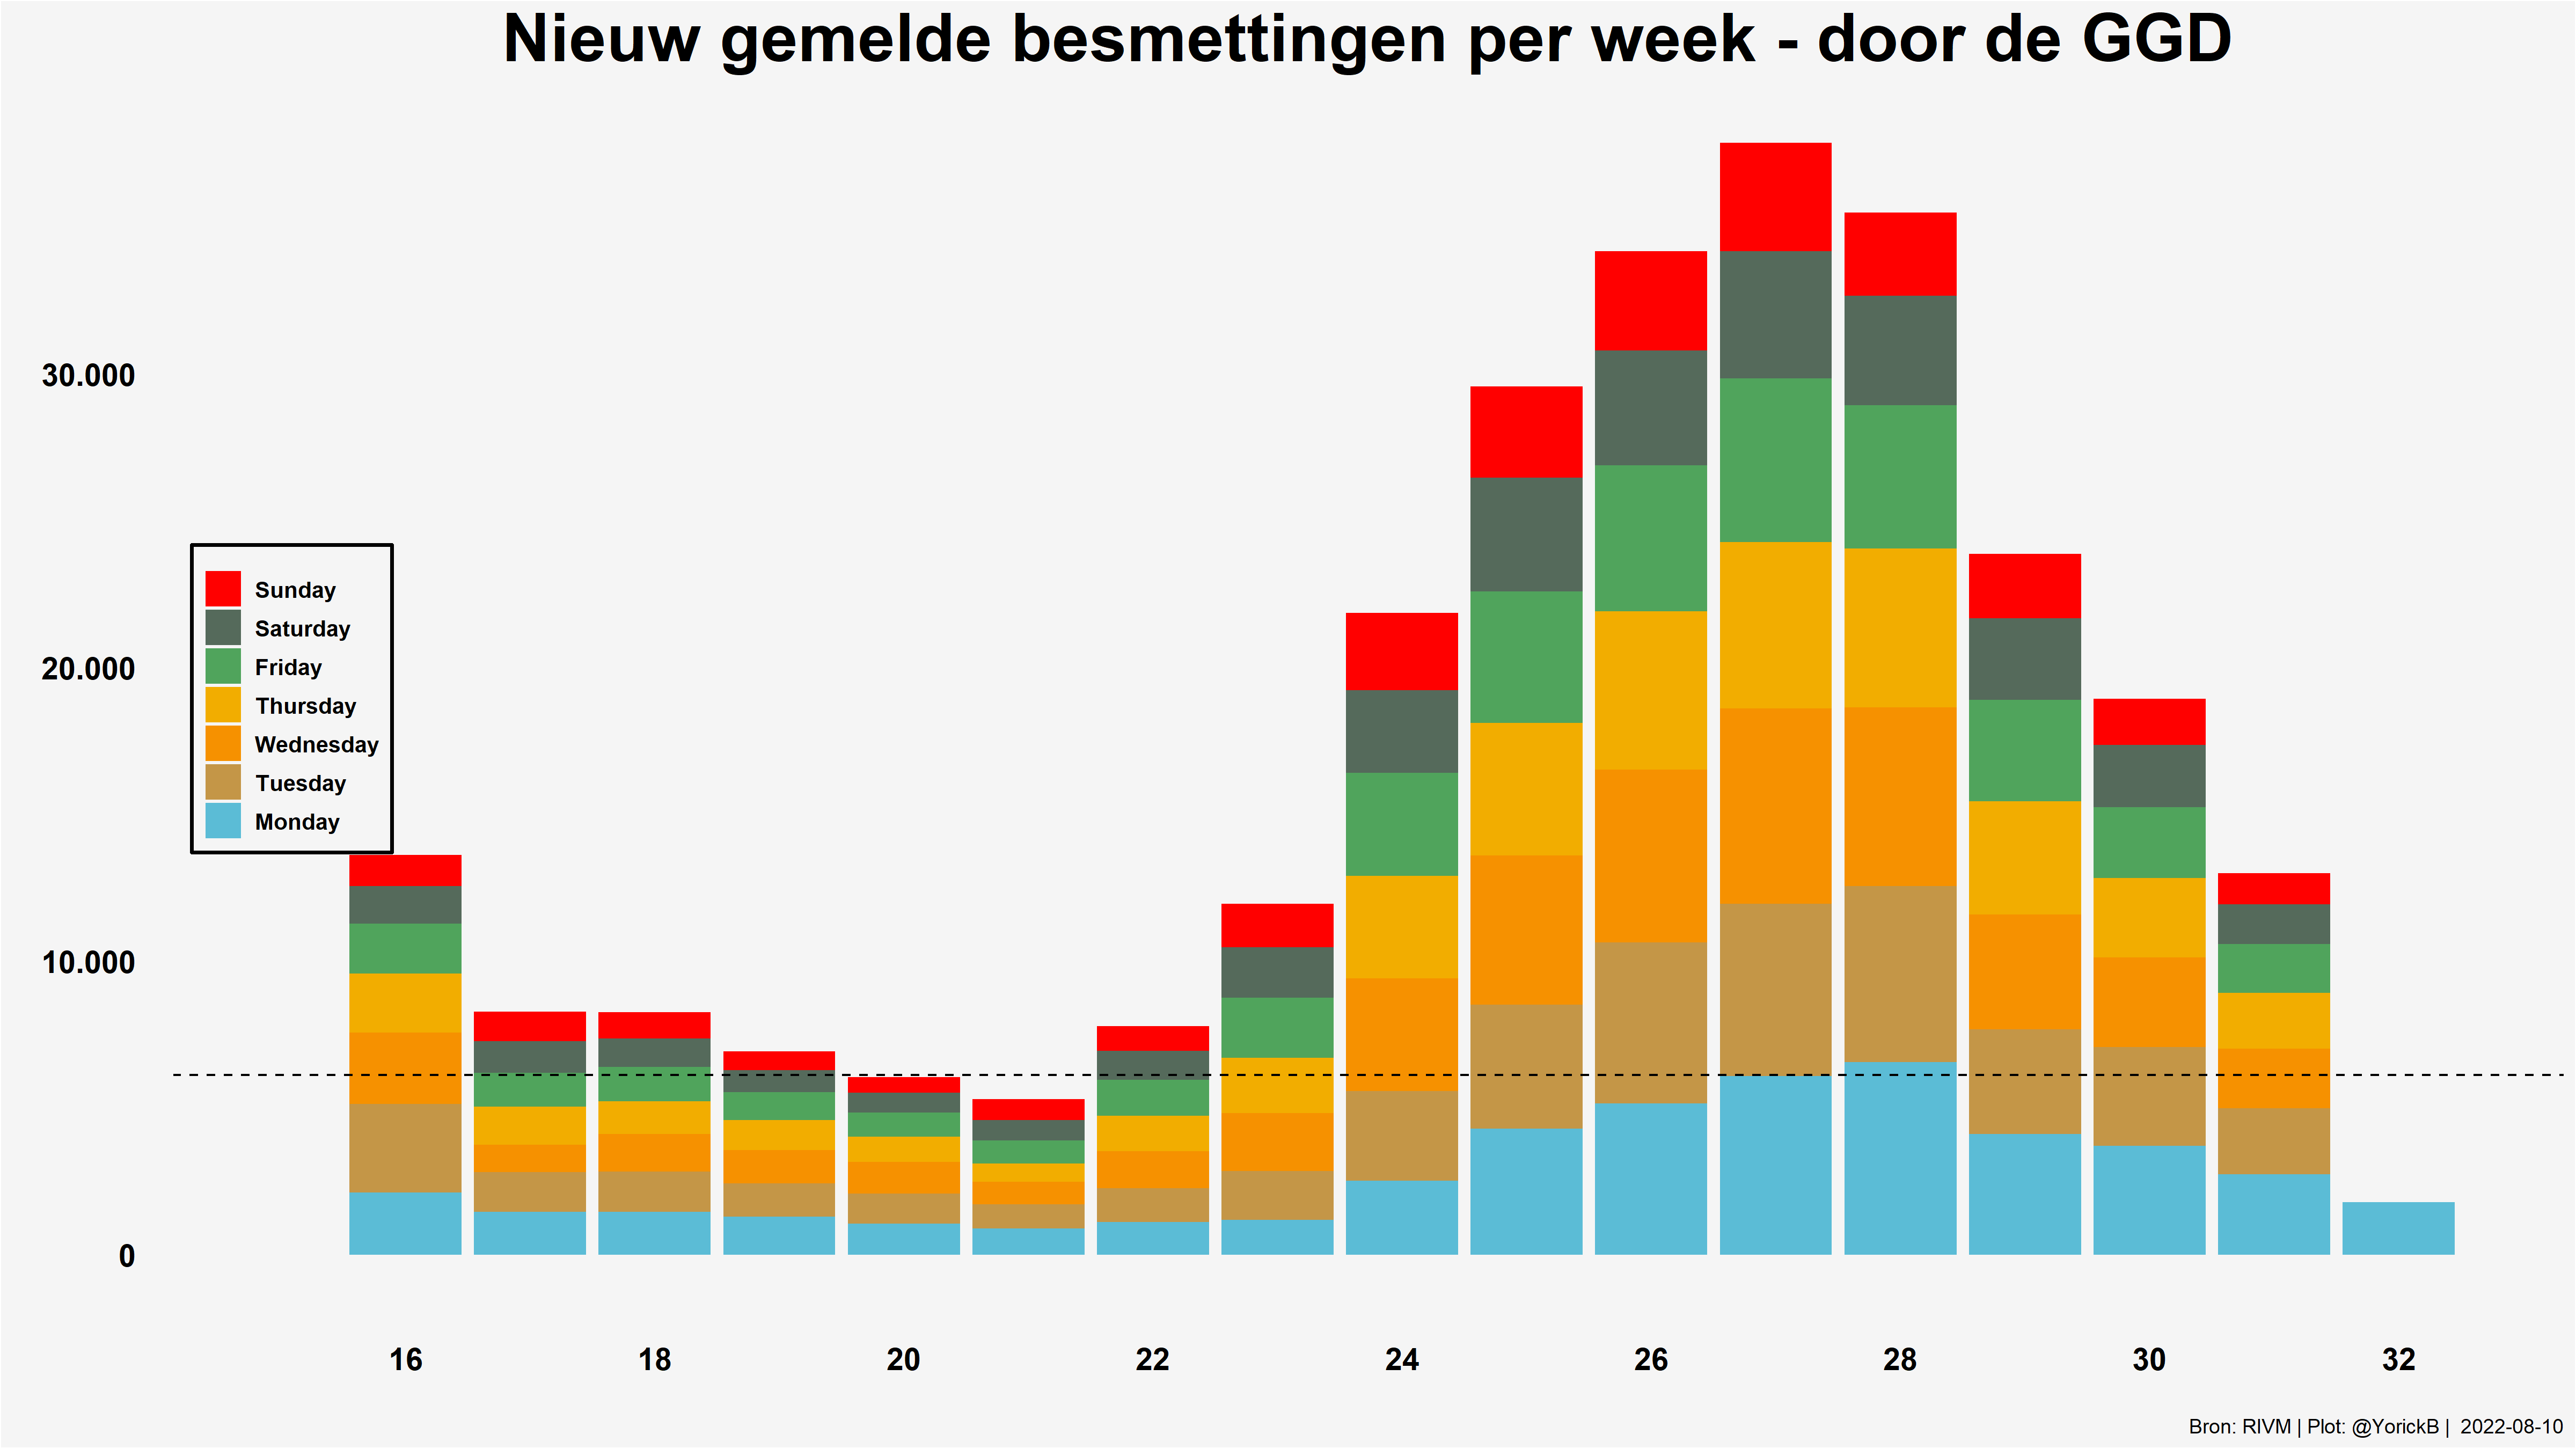 Nieuw gemelde besmettingen per week - door de GGD
30.000
20.000
10.000
0
Sunday
Saturday
Friday
Thursday
Wednesday
Tuesday
Monday
16 18 20 22 24 26 28 30 32
Bron: RIVM | Plot: @YorickB | 2022-08-10